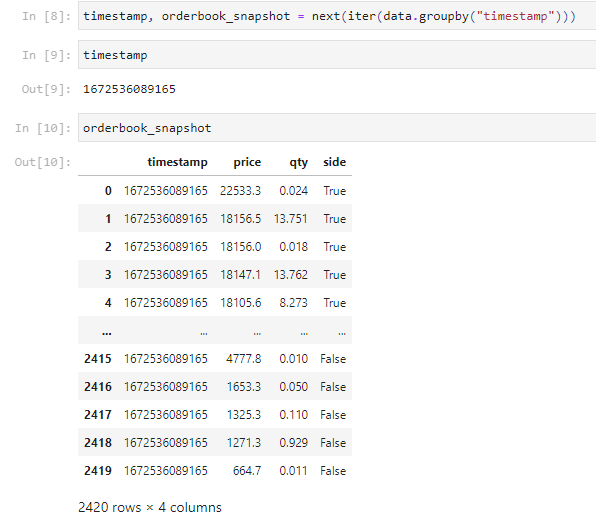 In [8]: timestamp, orderbook_snapshot = next(iter(data.groupby("timestamp")))
In [9]: timestamp
Out[9]: 1672536089165
In [10]: orderbook_snapshot
Out[10]:
timestamp price qty side
0 1672536089165 22533.3 0.024 True
1 1672536089165 18156.5 13.751 True
2 1672536089165 18156.0 0.018 True
3 1672536089165 18147.1 13.762 True
4 1672536089165 18105.6 8.273 True
... ... ... ... ...
2415 1672536089165 4777.8 0.010 False
2416 1672536089165 1653.3 0.050 False
2417 1672536089165 1325.3 0.110 False
2418 1672536089165 1271.3 0.929 False
2419 1672536089165 664.7 0.011 False
2420 rows × 4 columns